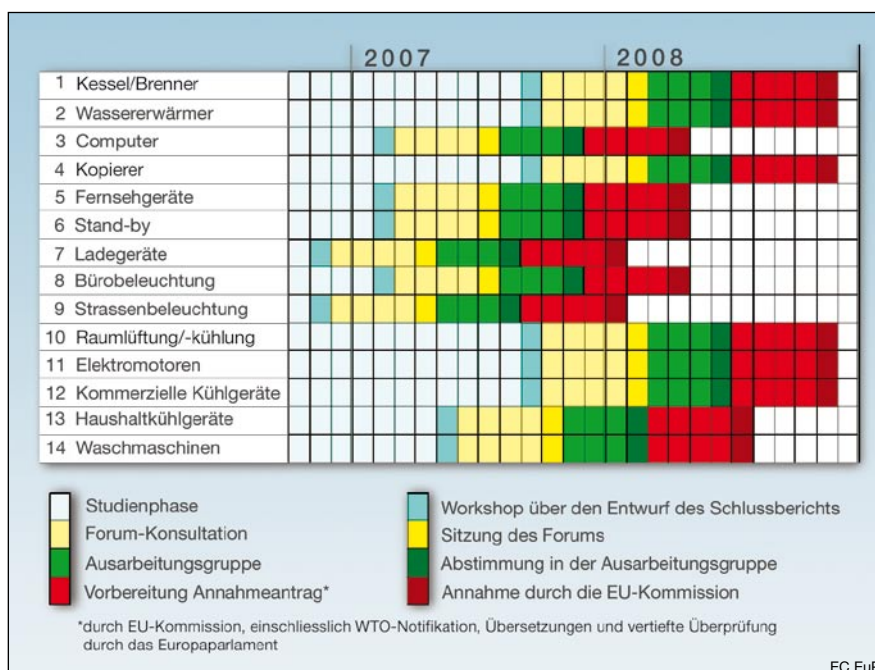 2007 2008
1 Kessel/Brenner
2 Wassererwärmer
3 Computer
4 Kopierer
5 Fernsehgeräte
6 Stand-by
7 Ladegeräte
8 Bürobeleuchtung
9 Strassenbeleuchtung
10 Raumlüftung/-kühlung
11 Elektromotoren
12 Kommerzielle Kühlgeräte
13 Haushaltkühlgeräte
14 Waschmaschinen
Studienphase
Forum-Konsultation
Ausarbeitungsgruppe
Vorbereitung Annahmeantrag*
Workshop über den Entwurf des Schlussberichts
Sitzung des Forums
Abstimmung in der Ausarbeitungsgruppe
Annahme durch die EU-Kommission
*durch EU-Kommission, einschliesslich WTO-Notifikation, Übersetzungen und vertiefte Überprüfung
durch das Europaparlament